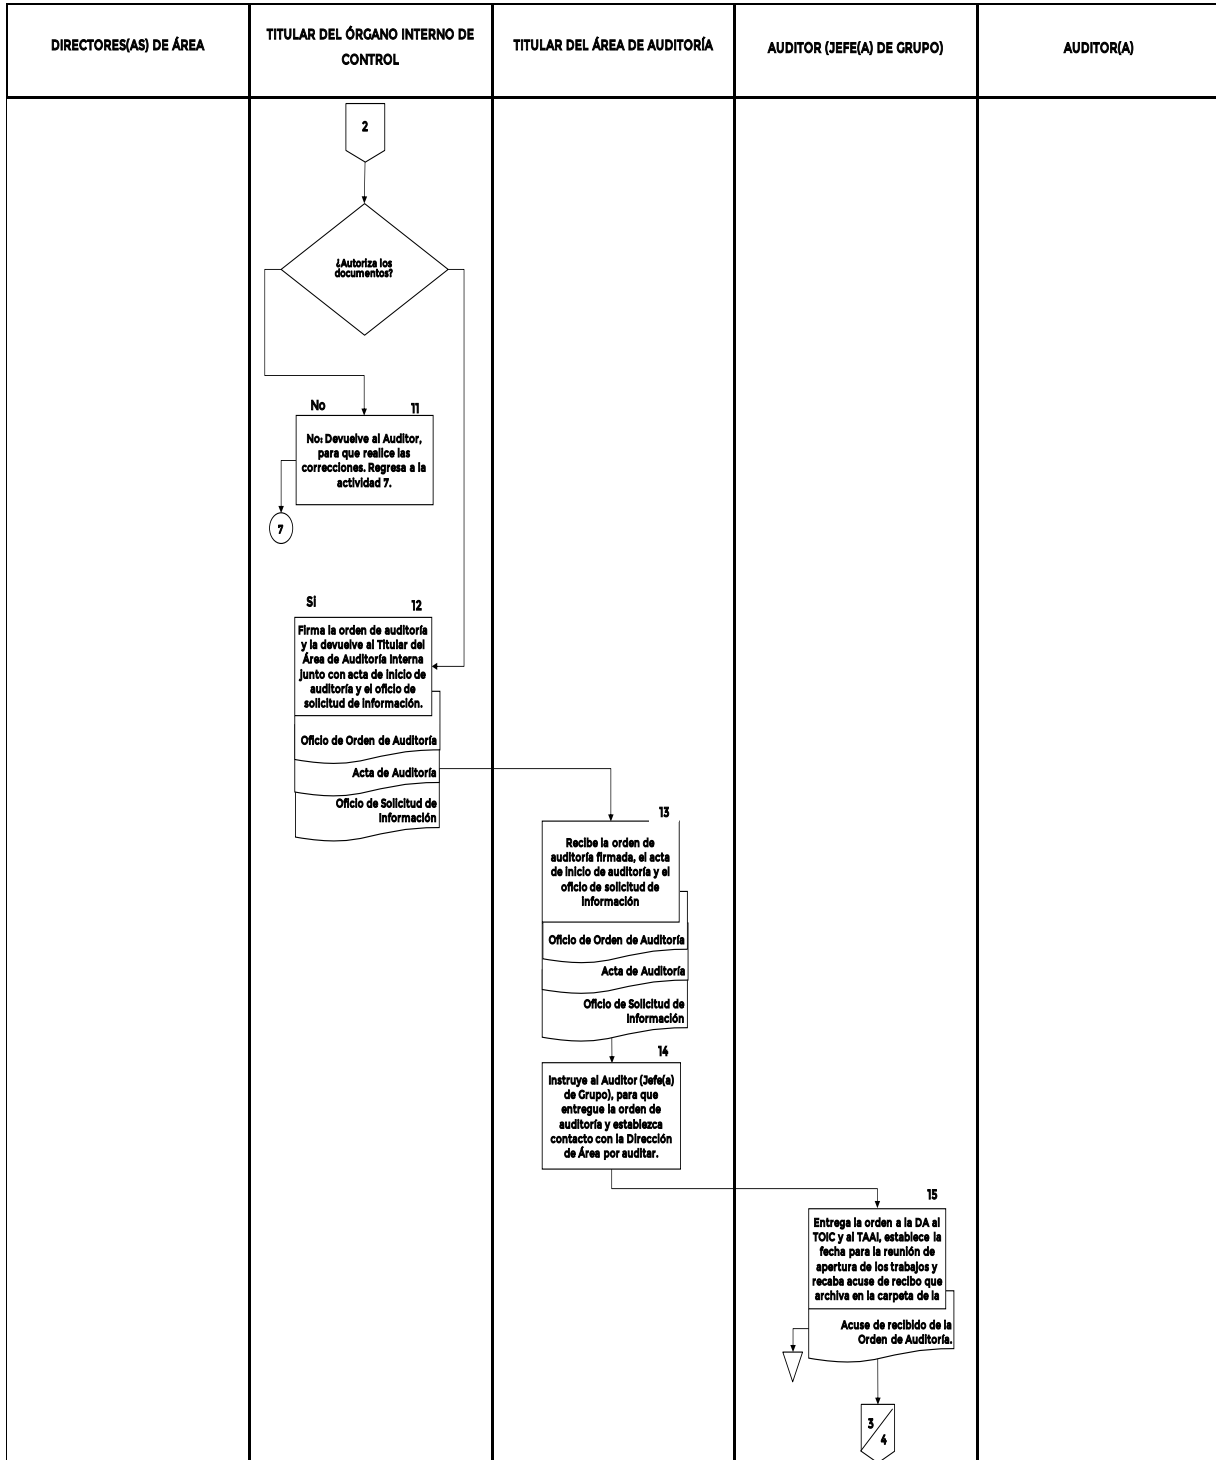 DIRECTORES(AS) DE ÁREA
TITULAR DEL ÓRGANO INTERNO DE
CONTROL
TITULAR DEL ÁREA DE AUDITORÍA
AUDITOR (JEFE(A) DE GRUPO)
AUDITOR(A)
2
¿Autoriza los
documentos?
No
11
No: Devuelve al Auditor,
para que realice las
correcciones. Regresa a la
actividad 7.
7
Si
12
Firma la orden de auditoría
y la devuelve al Titular del
Área de Auditoría Interna
junto con acta de inicio de
auditoría y el oficio de
solicitud de información.
Oficio de Orden de Auditoría
Acta de Auditoría
Oficio de Solicitud de
Información
13
Recibe la orden de
auditoría firmada, el acta
de inicio de auditoría y el
oficio de solicitud de
información
Oficio de Orden de Auditoría
Acta de Auditoría
Oficio de Solicitud de
Información
14
Instruye al Auditor (Jefe(a)
de Grupo), para que
entregue la orden de
auditoría y establezca
contacto con la Dirección
de Área por auditar.
15
Entrega la orden a la DA al
TOIC y al TAAI, establece la
fecha para la reunión de
apertura de los trabajos y
recaba acuse de recibo que
archiva en la carpeta de la
Acuse de recibido de la
Orden de Auditoría.
3
4